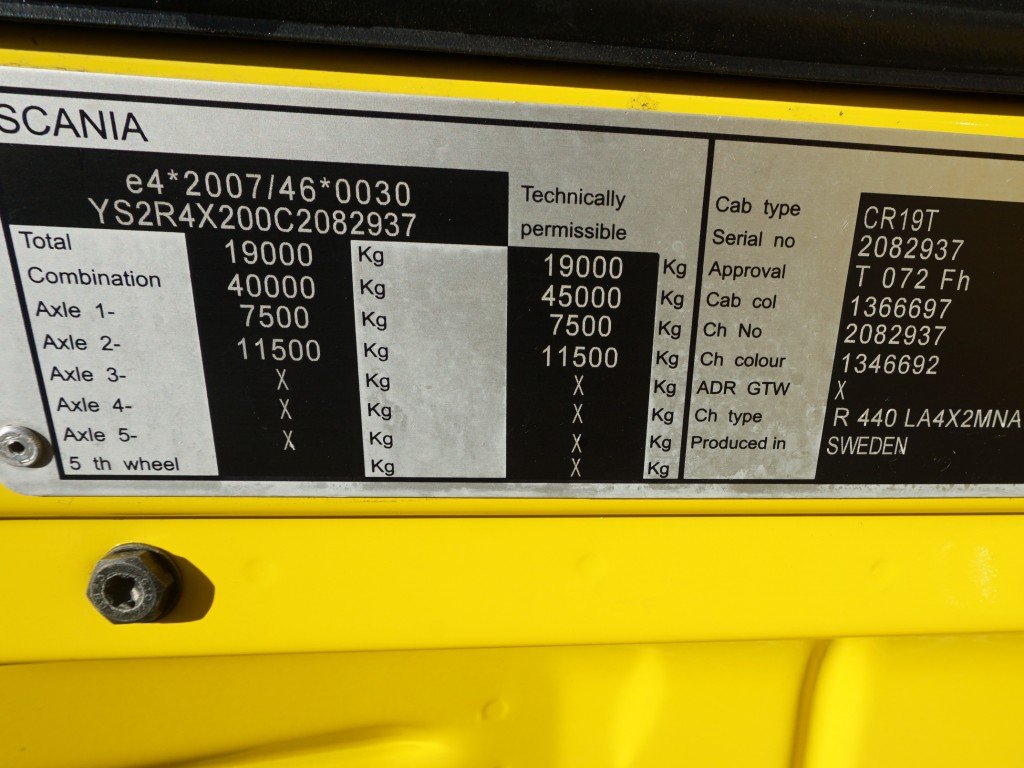 SCANIA
e4*2007/46*0030
YS2R4X200C2082937
Technically
permissible
Total 19000 Kg 19000 Kg
Combination 40000 Kg 45000 Kg
Axle 1- 7500 Kg 7500 Kg
Axle 2- 11500 Kg 11500 Kg
Axle 3- X Kg X Kg
Axle 4- X Kg X Kg
Axle 5- X Kg X Kg
5 th wheel Kg X Kg
Cab type CR19T
Serial no 2082937
Approval T 072 Fh
Cab col 1366697
Ch No 2082937
Ch colour 1346692
ADR GTW X
Ch type R 440 LA4X2MNA
Produced in SWEDEN